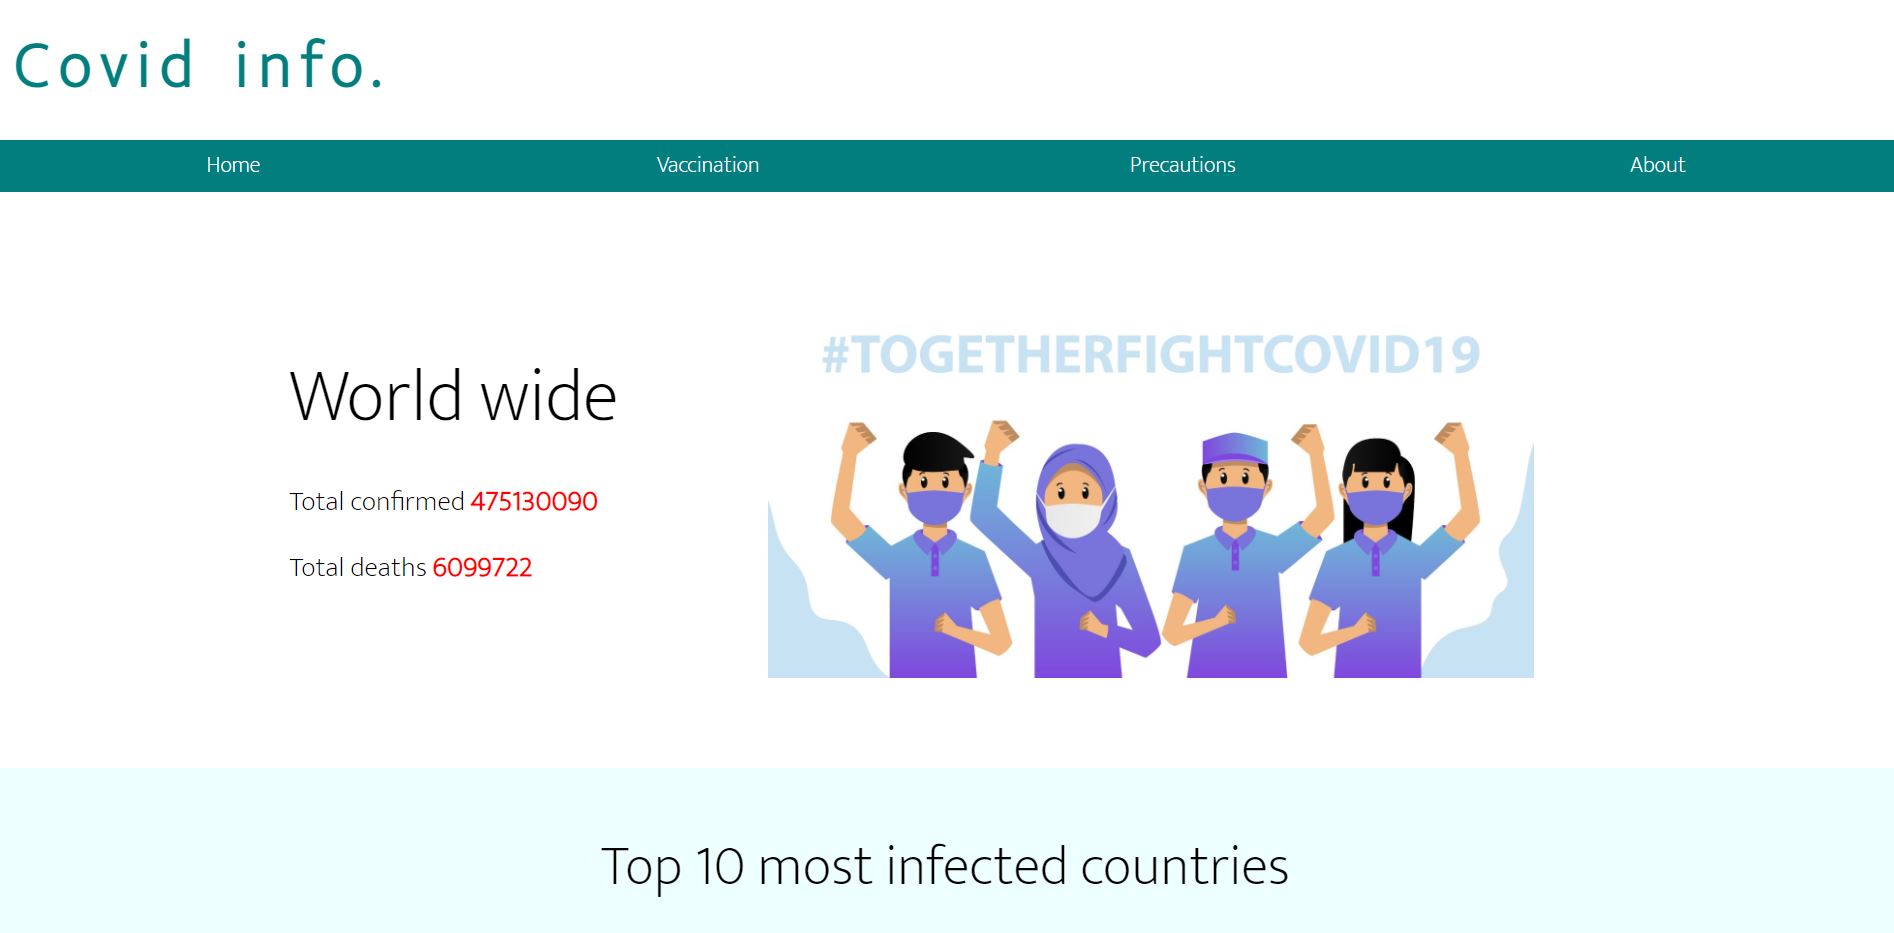 Covid info.
Home Vaccination Precautions About
#TOGETHERFIGHTCOVID19
World wide
Total confirmed 475130090
Total deaths 6099722
Top 10 most infected countries